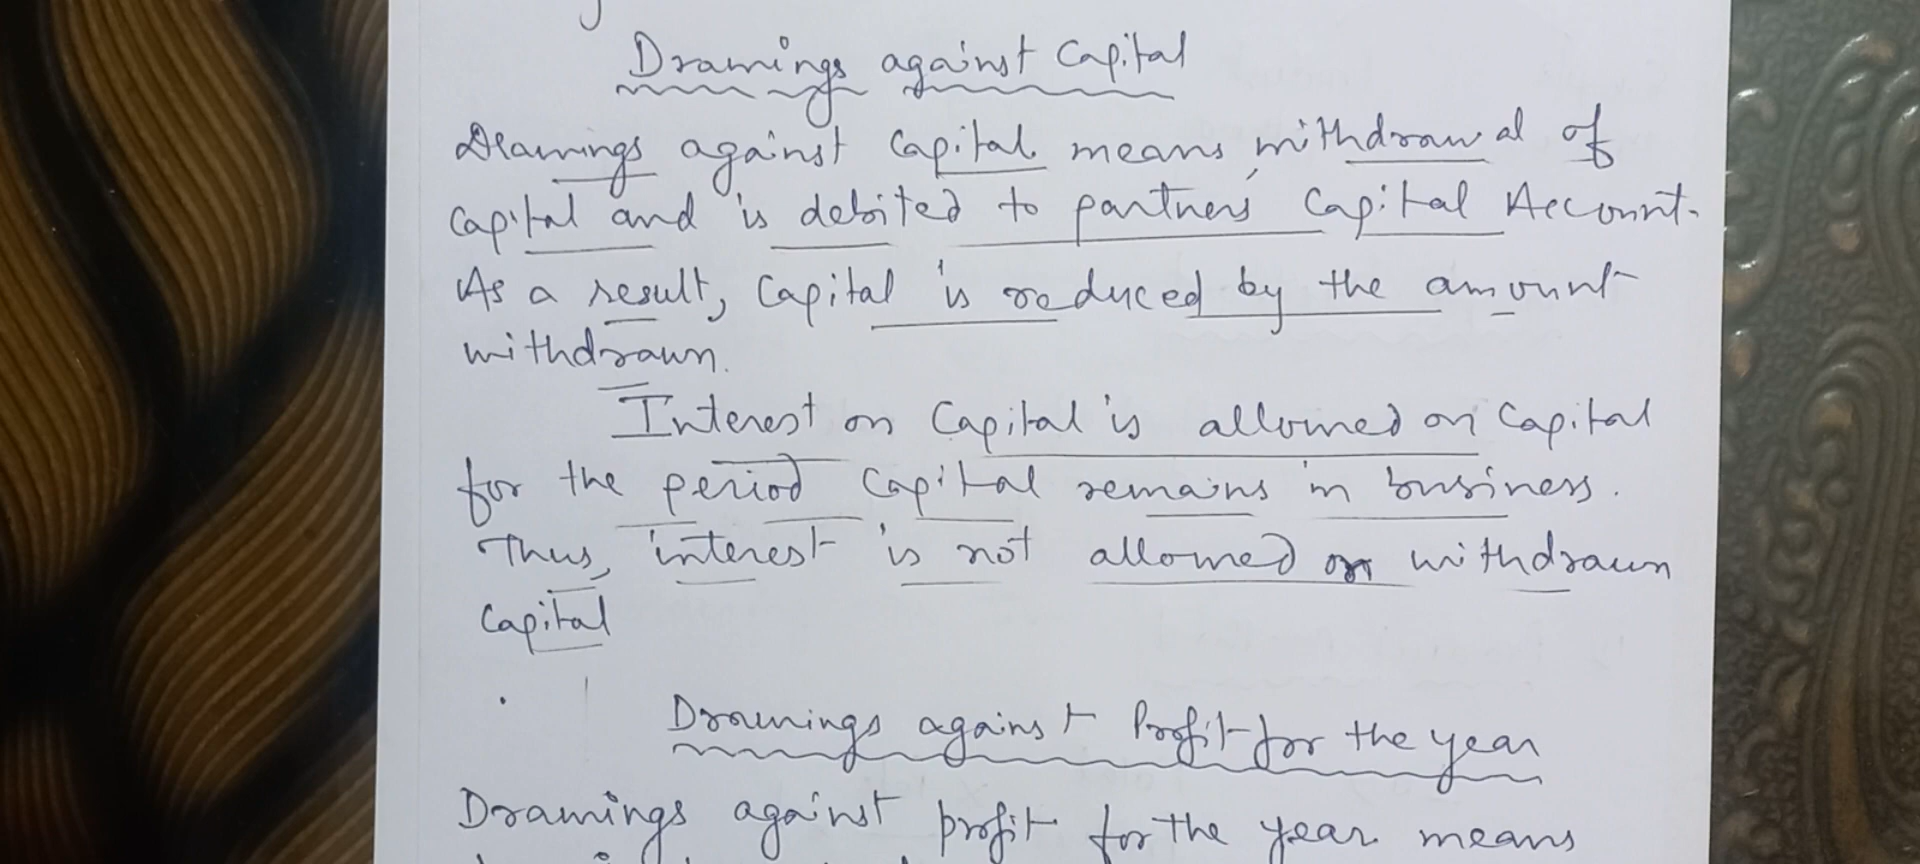 Drawings against Capital
Drawings against Capital means withdrawal of
Capital and is debited to partners' Capital Account.
As a result, Capital is reduced by the amount
withdrawn.
Interest on Capital is allowed on Capital
for the period Capital remains in business.
Thus, interest is not allowed on withdrawn
Capital
Drawings against Profit for the year
Drawings against profit for the year means